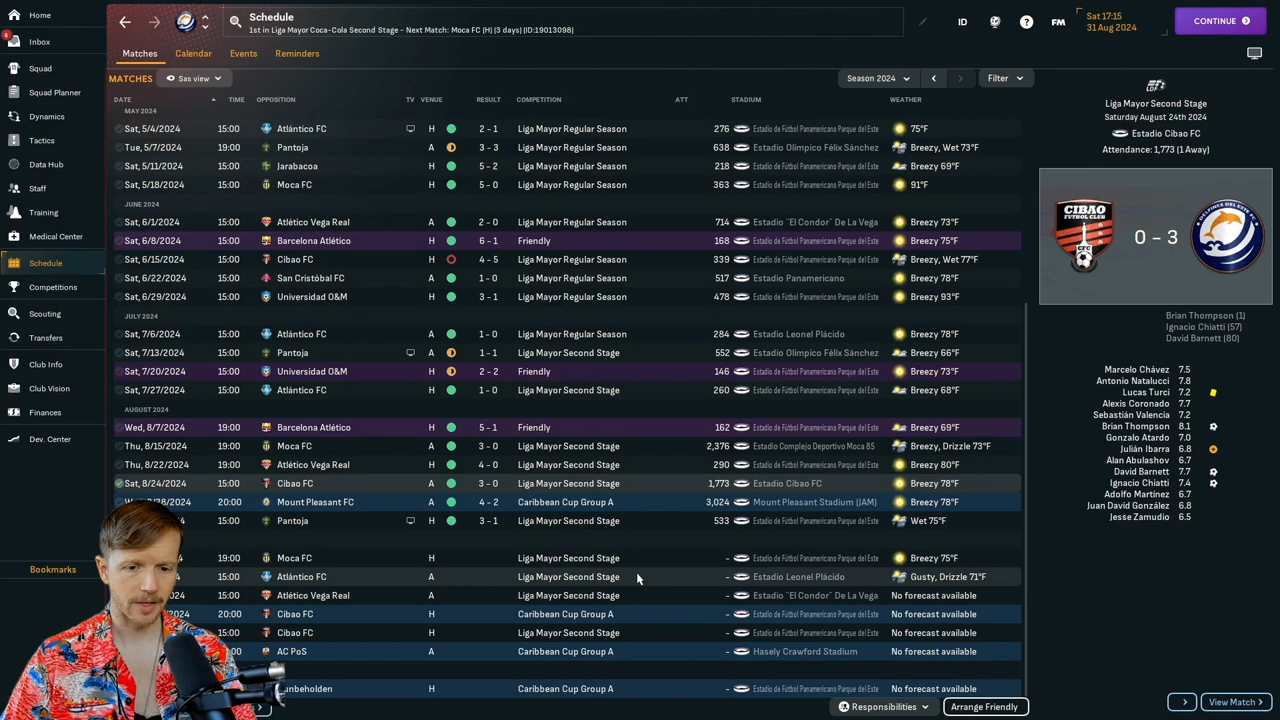 Home
Schedule
1st in Liga Mayor Coca-Cola Second Stage - Next Match: Moca FC (H) (3 days) (ID:19013098)
ID
FM
Sat 17:15
31 Aug 2024
CONTINUE
6
Inbox
Squad
Squad Planner
Dynamics
Tactics
Data Hub
Staff
Training
Medical Center
Schedule
Competitions
Scouting
Transfers
Club Info
Club Vision
Finances
Dev. Center
Bookmarks
Matches Calendar Events Reminders
MATCHES Sas view Season 2024 Filter
DATE TIME OPPOSITION TV VENUE RESULT COMPETITION ATT STADIUM WEATHER
MAY 2024
Sat, 5/4/2024 15:00 Atlántico FC H 2 - 1 Liga Mayor Regular Season 276 Estadio de Fútbol Panamericano Parque del Este 75°F
Tue, 5/7/2024 19:00 Pantoja A 3 - 3 Liga Mayor Regular Season 638 Estadio Olimpico Félix Sánchez Breezy, Wet 73°F
Sat, 5/11/2024 15:00 Jarabacoa H 5 - 2 Liga Mayor Regular Season 218 Estadio de Fútbol Panamericano Parque del Este Breezy 69°F
Sat, 5/18/2024 15:00 Moca FC H 5 - 0 Liga Mayor Regular Season 363 Estadio de Fútbol Panamericano Parque del Este 91°F
JUNE 2024
Sat, 6/1/2024 15:00 Atlético Vega Real A 2 - 0 Liga Mayor Regular Season 714 Estadio ¨El Condor¨ De La Vega Breezy 73°F
Sat, 6/8/2024 15:00 Barcelona Atlético H 6 - 1 Friendly 168 Estadio de Fútbol Panamericano Parque del Este Breezy 75°F
Sat, 6/15/2024 15:00 Cibao FC H 4 - 5 Liga Mayor Regular Season 339 Estadio de Fútbol Panamericano Parque del Este Breezy, Wet 77°F
Sat, 6/22/2024 15:00 San Cristóbal FC A 1 - 0 Liga Mayor Regular Season 517 Estadio Panamericano Breezy 78°F
Sat, 6/29/2024 15:00 Universidad O&M H 3 - 1 Liga Mayor Regular Season 478 Estadio de Fútbol Panamericano Parque del Este Breezy 93°F
JULY 2024
Sat, 7/6/2024 15:00 Atlántico FC A 1 - 0 Liga Mayor Regular Season 284 Estadio Leonel Plácido Breezy 78°F
Sat, 7/13/2024 15:00 Pantoja A 1 - 1 Liga Mayor Second Stage 552 Estadio Olimpico Félix Sánchez Breezy 66°F
Sat, 7/20/2024 15:00 Universidad O&M H 2 - 2 Friendly 146 Estadio de Fútbol Panamericano Parque del Este Breezy 73°F
Sat, 7/27/2024 15:00 Atlántico FC H 5 - 1 Liga Mayor Second Stage 260 Estadio de Fútbol Panamericano Parque del Este Breezy 68°F
AUGUST 2024
Wed, 8/7/2024 19:00 Barcelona Atlético H 5 - 1 Friendly 162 Estadio de Fútbol Panamericano Parque del Este Breezy 69°F
Thu, 8/15/2024 19:00 Moca FC A 3 - 0 Liga Mayor Second Stage 2,376 Estadio Complejo Deportivo Moca 85 Breezy, Drizzle 73°F
Thu, 8/22/2024 19:00 Atlético Vega Real H 4 - 0 Liga Mayor Second Stage 290 Estadio de Fútbol Panamericano Parque del Este Breezy 80°F
Sat, 8/24/2024 15:00 Cibao FC A 3 - 0 Liga Mayor Second Stage 1,773 Estadio Cibao FC Breezy 78°F
8/28/2024 20:00 Mount Pleasant FC A 4 - 2 Caribbean Cup Group A 3,024 Mount Pleasant Stadium (JAM) Breezy 78°F
15:00 Pantoja H 3 - 1 Liga Mayor Second Stage 533 Estadio de Fútbol Panamericano Parque del Este Wet 75°F
19:00 Moca FC H Liga Mayor Second Stage - Estadio de Fútbol Panamericano Parque del Este Breezy 75°F
15:00 Atlántico FC A Liga Mayor Second Stage - Estadio Leonel Plácido Gusty, Drizzle 71°F
15:00 Atlético Vega Real A Liga Mayor Second Stage - Estadio ¨El Condor¨ De La Vega No forecast available
20:00 Cibao FC H Caribbean Cup Group A - Estadio de Fútbol Panamericano Parque del Este No forecast available
15:00 Cibao FC H Liga Mayor Second Stage - Estadio de Fútbol Panamericano Parque del Este No forecast available
AC PoS A Caribbean Cup Group A - Hasely Crawford Stadium No forecast available
H Caribbean Cup Group A - Estadio de Fútbol Panamericano Parque del Este No forecast available
Responsibilities Arrange Friendly
LDF
Liga Mayor Second Stage
Saturday August 24th 2024
Estadio Cibao FC
Attendance: 1,773 (1 Away)
CIBAO
FUTBOL CLUB
CFC
0 - 3
DELFINES DEL ESTE FC
Brian Thompson (1)
Ignacio Chiatti (57)
David Barnett (80)
Marcelo Chávez 7.5
Antonio Natalucci 7.8
Lucas Turci 7.2
Alexis Coronado 7.7
Sebastián Valencia 7.2
Brian Thompson 8.1
Gonzalo Atardo 7.0
Julián Ibarra 6.8
Alan Abulashov 6.7
David Barnett 7.7
Ignacio Chiatti 7.4
Adolfo Martínez 6.7
Juan David González 6.8
Jesse Zamudio 6.5
View Match